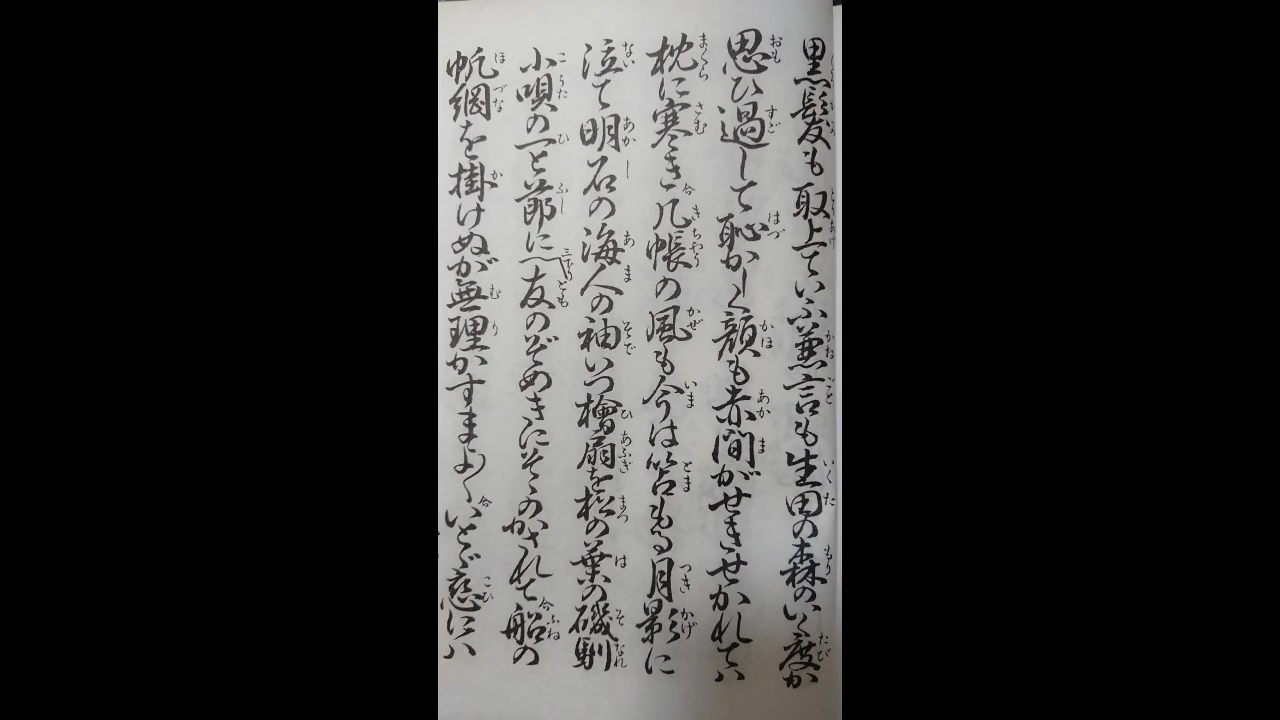 黒髪も取上ていふ兼言も生田の森のいく度か
思ひ過して恥かしく顔も赤間がせきせかれてハ
枕に寒き几帳の風も今は苫もる月影に
泣て明石の海人の袖いつ檜扇を松の葉の磯馴
小唄の一と節に友のぞめきにそゝのかされて船の
帆綱を掛けぬが無理かすまよ〳〵いとゞ恋にハ